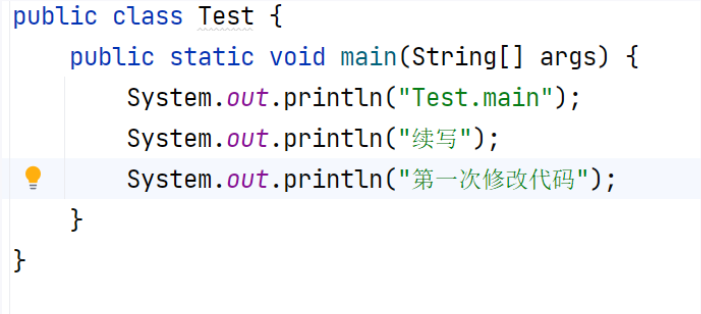 public class Test {
public static void main(String[] args) {
System.out.println("Test.main");
System.out.println("续写");
System.out.println("第一次修改代码");
}
}